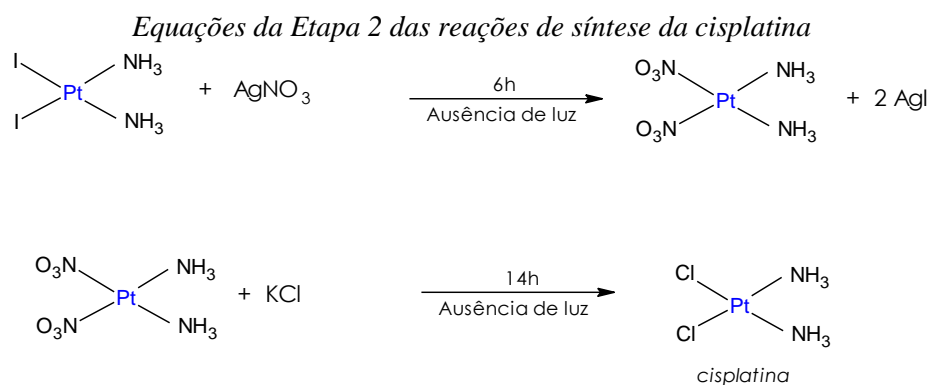 Equações da Etapa 2 das reações de síntese da cisplatina
I NH3 6h O3N NH3
Pt + AgNO3 Pt + 2 AgI
I NH3 Ausência de luz O3N NH3
O3N NH3 14h Cl NH3
Pt + KCl Pt
O3N NH3 Ausência de luz Cl NH3
cisplatina